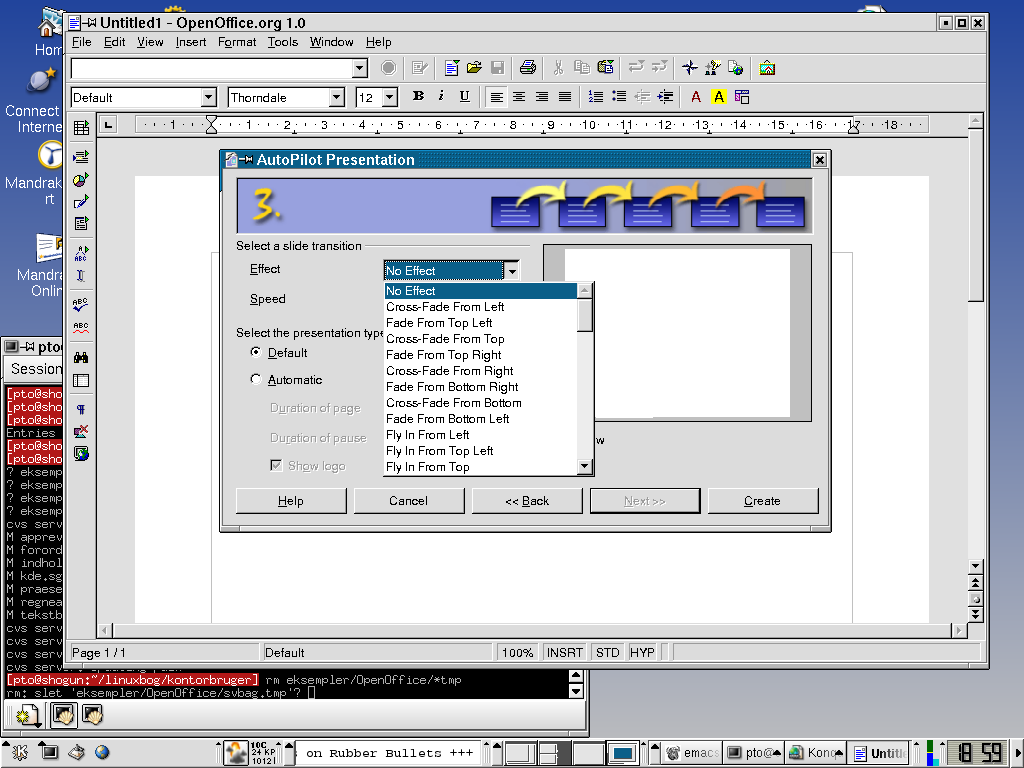 Untitled1 - OpenOffice.org 1.0
File Edit View Insert Format Tools Window Help
Default Thorndale 12 B i U A A
1 1 2 3 4 5 6 7 8 9 10 11 12 13 14 15 16 17 18
Hom
Connect
Interne
Mandrak
rt
Mandra
Onlin
AutoPilot Presentation
3.
Select a slide transition
Effect No Effect
Speed
No Effect
Cross-Fade From Left
Fade From Top Left
Cross-Fade From Top
Fade From Top Right
Cross-Fade From Right
Fade From Bottom Right
Cross-Fade From Bottom
Fade From Bottom Left
Fly In From Left
Fly In From Top Left
Fly In From Top
Select the presentation type
Default
Automatic
Duration of page
Duration of pause
Show logo
w
Help Cancel << Back Next >> Create
pto
Session
[pto@sho
[pto@sho
[pto@sho
Entries
[pto@sho
[pto@sho
? eksemp
? eksemp
? eksemp
? eksemp
cvs serv
M apprev
M forord
M indhol
M kde.sg
M praese
M regnea
M tekstb
cvs serv
cvs serv
cvs serv
Page 1 / 1 Default 100% INSRT STD HYP
[pto@shogun:~/linuxbog/kontorbruger] rm eksempler/OpenOffice/*tmp
rm: slet 'eksempler/OpenOffice/svbag.tmp'?
10C
24 KP
1012
s on Rubber Bullets +++
emacs pto@ Konq Untitl
18 59